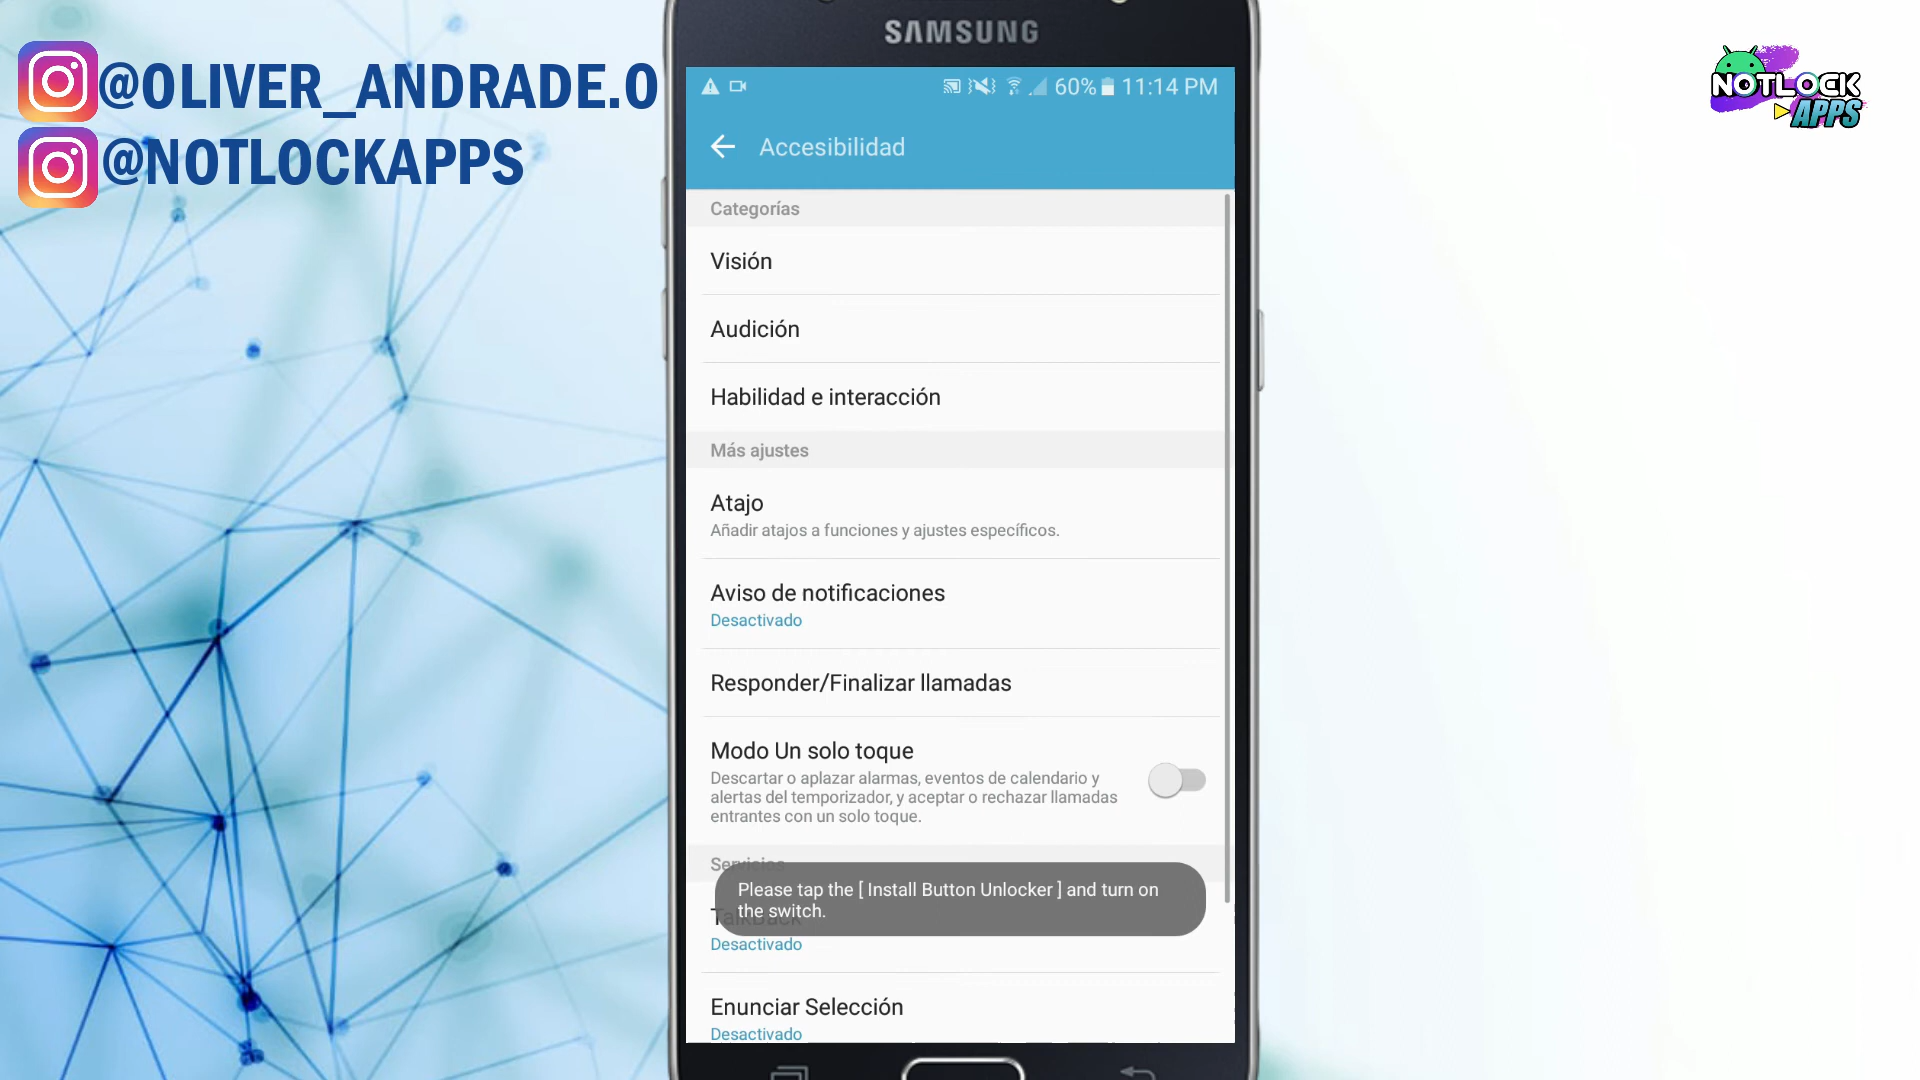 @OLIVER_ANDRADE.O
@NOTLOCKAPPS
SAMSUNG
NOTLOCK
APPS
60% 11:14 PM
Accesibilidad
Categorías
Visión
Audición
Habilidad e interacción
Más ajustes
Atajo
Añadir atajos a funciones y ajustes específicos.
Aviso de notificaciones
Desactivado
Responder/Finalizar llamadas
Modo Un solo toque
Descartar o aplazar alarmas, eventos de calendario y
alertas del temporizador, y aceptar o rechazar llamadas
entrantes con un solo toque.
Servicios
Please tap the [ Install Button Unlocker ] and turn on
the switch.
TalkBack
Desactivado
Enunciar Selección
Desactivado